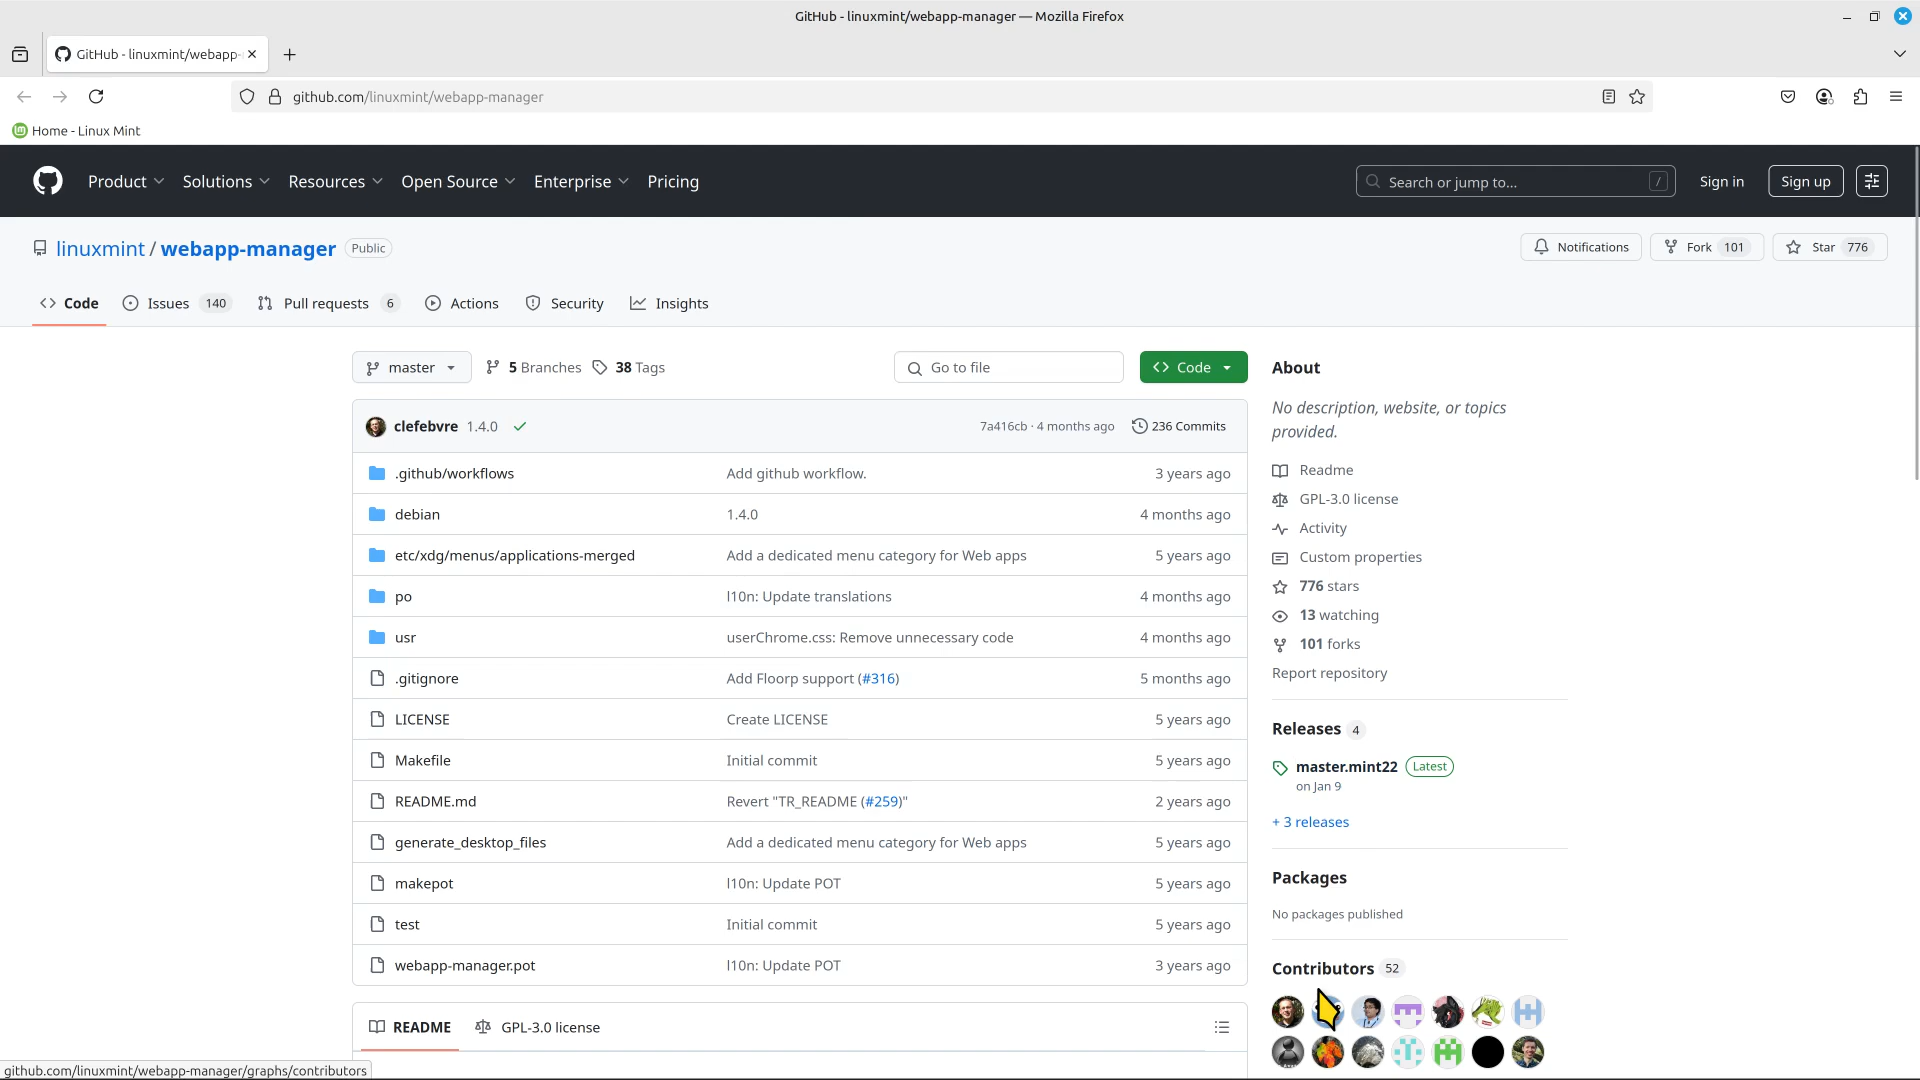 GitHub - linuxmint/webapp-manager — Mozilla Firefox
GitHub - linuxmint/webapp-
github.com/linuxmint/webapp-manager
Home - Linux Mint
Product Solutions Resources Open Source Enterprise Pricing
Search or jump to... /
Sign in
Sign up
linuxmint / webapp-manager Public
Notifications
Fork 101
Star 776
Code
Issues 140
Pull requests 6
Actions
Security
Insights
master
5 Branches
38 Tags
Go to file
Code
clefebvre 1.4.0 7a416cb · 4 months ago 236 Commits
.github/workflows Add github workflow. 3 years ago
debian 1.4.0 4 months ago
etc/xdg/menus/applications-merged Add a dedicated menu category for Web apps 5 years ago
po l10n: Update translations 4 months ago
usr userChrome.css: Remove unnecessary code 4 months ago
.gitignore Add Floorp support (#316) 5 months ago
LICENSE Create LICENSE 5 years ago
Makefile Initial commit 5 years ago
README.md Revert "TR_README (#259)" 2 years ago
generate_desktop_files Add a dedicated menu category for Web apps 5 years ago
makepot l10n: Update POT 5 years ago
test Initial commit 5 years ago
webapp-manager.pot l10n: Update POT 3 years ago
README
GPL-3.0 license
About
No description, website, or topics
provided.
Readme
GPL-3.0 license
Activity
Custom properties
776 stars
13 watching
101 forks
Report repository
Releases 4
master.mint22 Latest
on Jan 9
+ 3 releases
Packages
No packages published
Contributors 52
github.com/linuxmint/webapp-manager/graphs/contributors